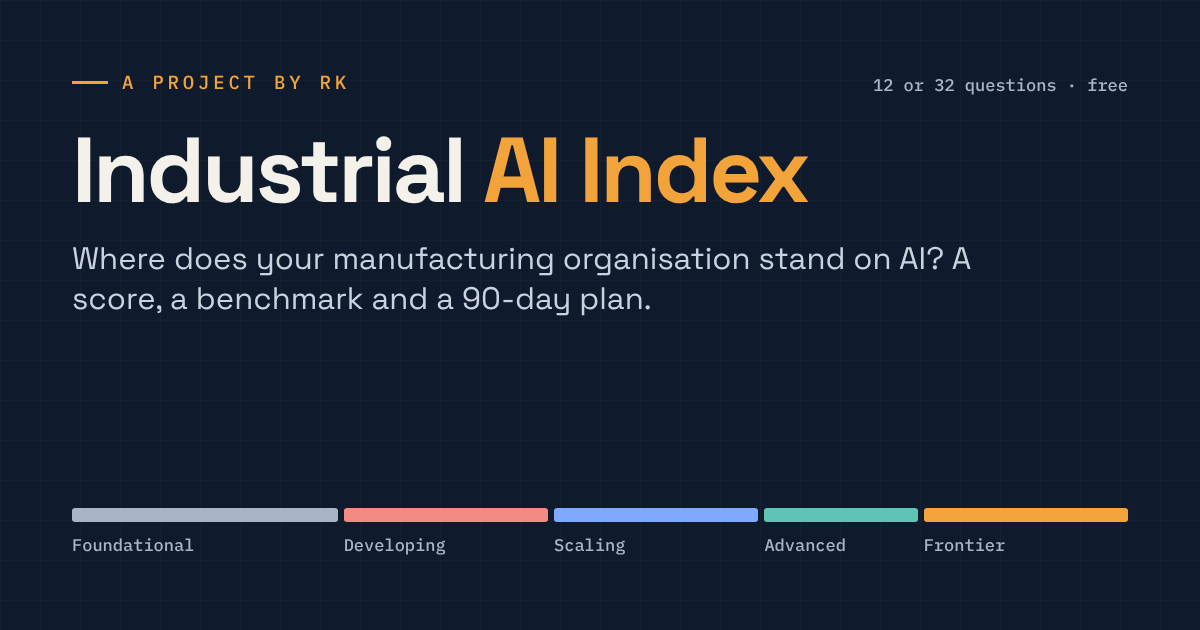 A PROJECT BY RK
12 or 32 questions · free
Industrial AI Index
Where does your manufacturing organisation stand on AI? A
score, a benchmark and a 90-day plan.
Foundational
Developing
Scaling
Advanced
Frontier